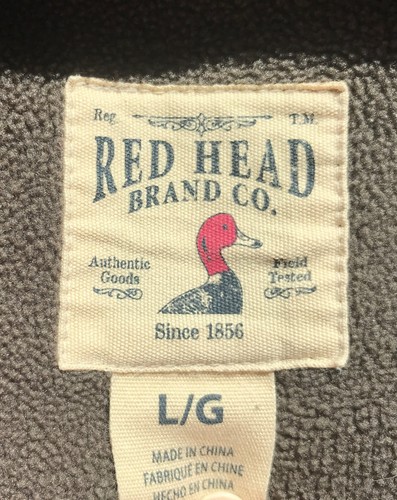 Reg. T.M.
RED HEAD
BRAND CO.
Authentic Goods
Field Tested
Since 1856
L/G
MADE IN CHINA
FABRIQUÉ EN CHINE
HECHO EN CHINA